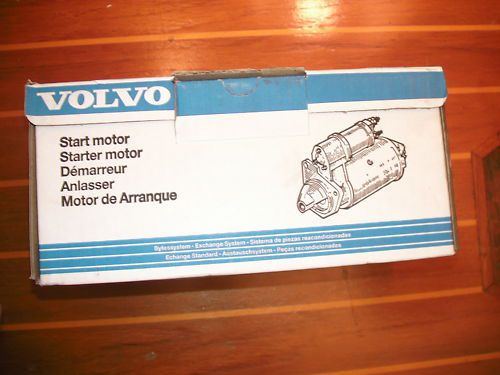 VOLVO
Start motor
Starter motor
Démarreur
Anlasser
Motor de Arranque
Bytessystem - Exchange System - Sistema de piezas reacondicionadas
Echange Standard - Austauschsystem - Peças recondicionadas